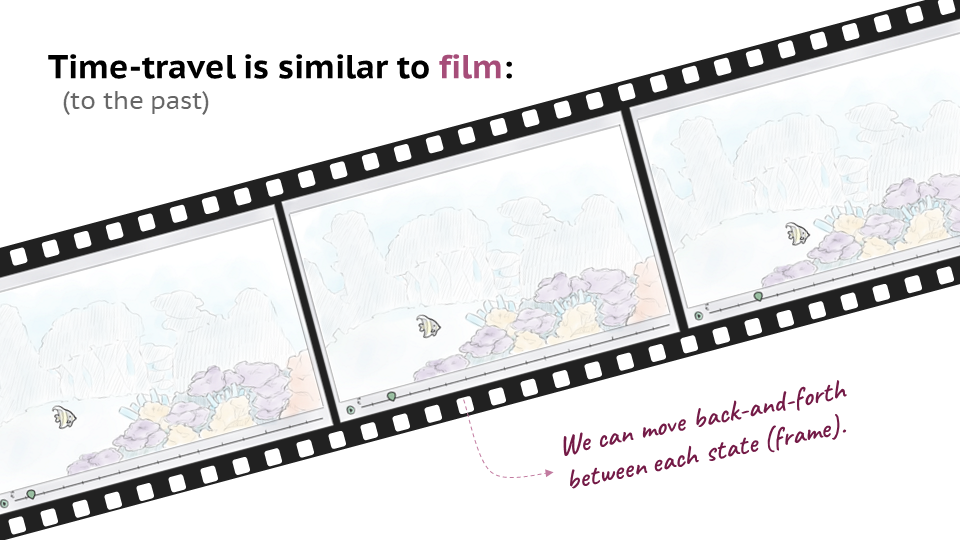 Time-travel is similar to film:
(to the past)
We can move back-and-forth
between each state (frame).